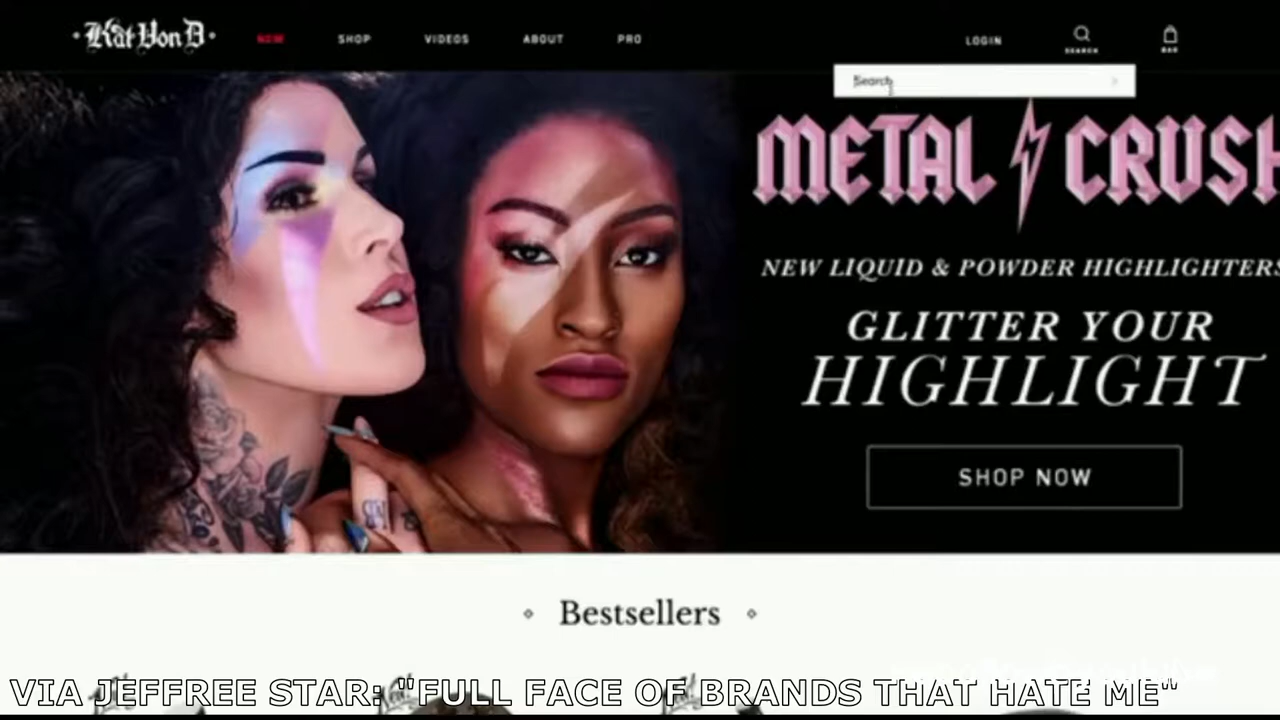 Kat Von D
NEW SHOP VIDEOS ABOUT PRO LOGIN SEARCH BAG
Search
METAL CRUSH
NEW LIQUID & POWDER HIGHLIGHTERS
GLITTER YOUR
HIGHLIGHT
SHOP NOW
Bestsellers
VIA JEFFREE STAR: "FULL FACE OF BRANDS THAT HATE ME"